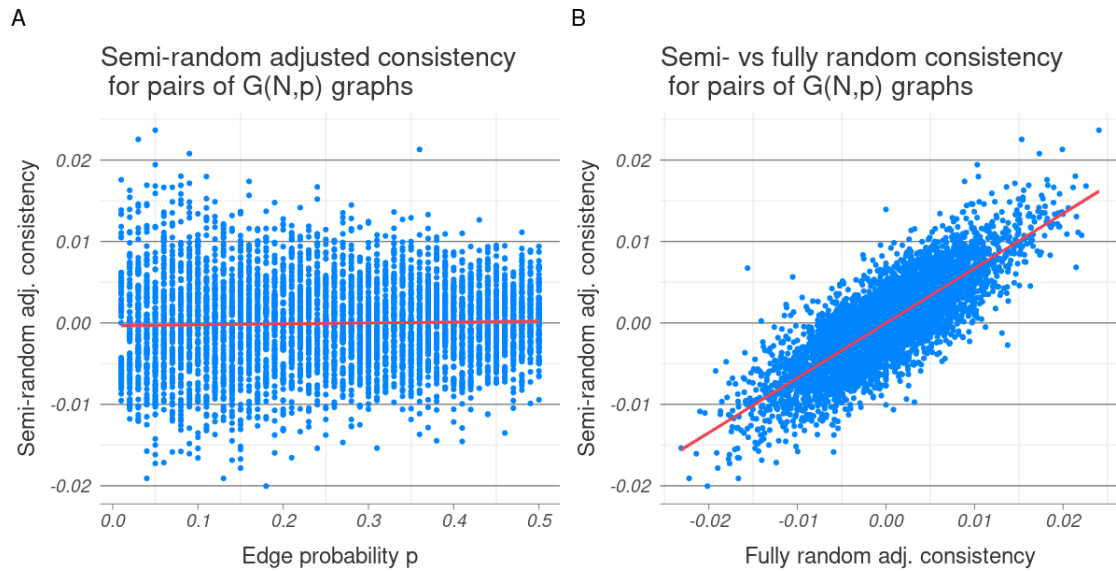 A
Semi-random adjusted consistency
for pairs of G(N,p) graphs
Semi-random adj. consistency
0.02
0.01
0.00
-0.01
-0.02
0.0 0.1 0.2 0.3 0.4 0.5
Edge probability p
B
Semi- vs fully random consistency
for pairs of G(N,p) graphs
Semi-random adj. consistency
0.02
0.01
0.00
-0.01
-0.02
-0.02 -0.01 0.00 0.01 0.02
Fully random adj. consistency